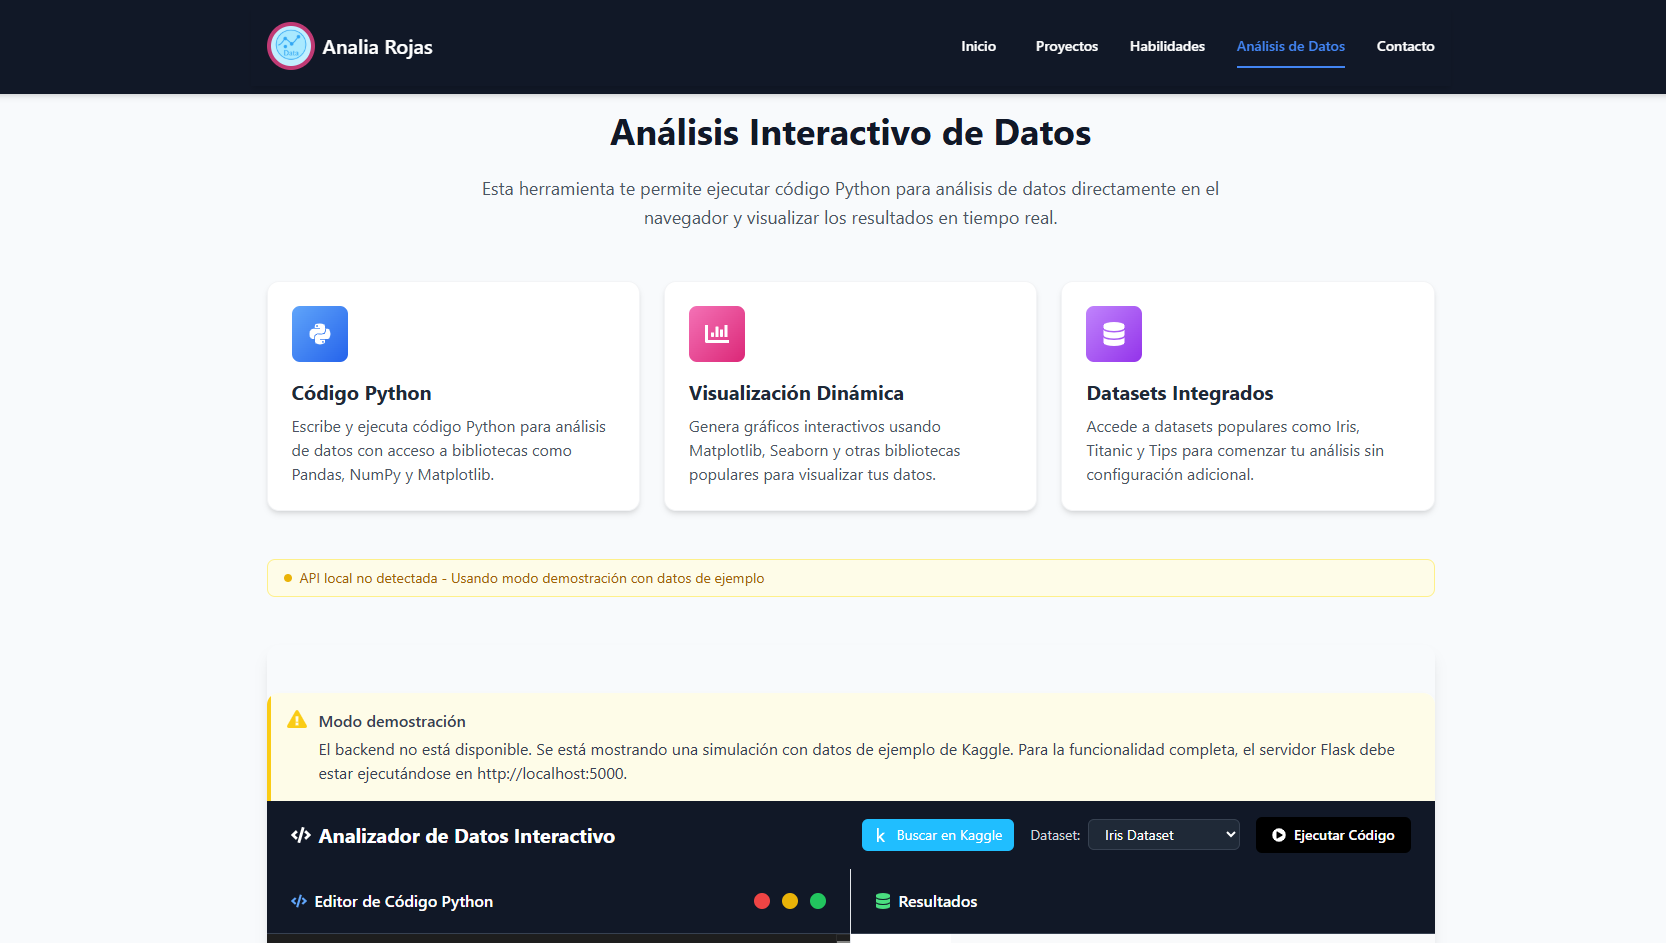 Data
Analia Rojas
Inicio
Proyectos
Habilidades
Análisis de Datos
Contacto
Análisis Interactivo de Datos
Esta herramienta te permite ejecutar código Python para análisis de datos directamente en el
navegador y visualizar los resultados en tiempo real.
Código Python
Escribe y ejecuta código Python para análisis
de datos con acceso a bibliotecas como
Pandas, NumPy y Matplotlib.
Visualización Dinámica
Genera gráficos interactivos usando
Matplotlib, Seaborn y otras bibliotecas
populares para visualizar tus datos.
Datasets Integrados
Accede a datasets populares como Iris,
Titanic y Tips para comenzar tu análisis sin
configuración adicional.
API local no detectada - Usando modo demostración con datos de ejemplo
Modo demostración
El backend no está disponible. Se está mostrando una simulación con datos de ejemplo de Kaggle. Para la funcionalidad completa, el servidor Flask debe
estar ejecutándose en http://localhost:5000.
</> Analizador de Datos Interactivo
k Buscar en Kaggle
Dataset:
Iris Dataset
Ejecutar Código
</> Editor de Código Python
Resultados